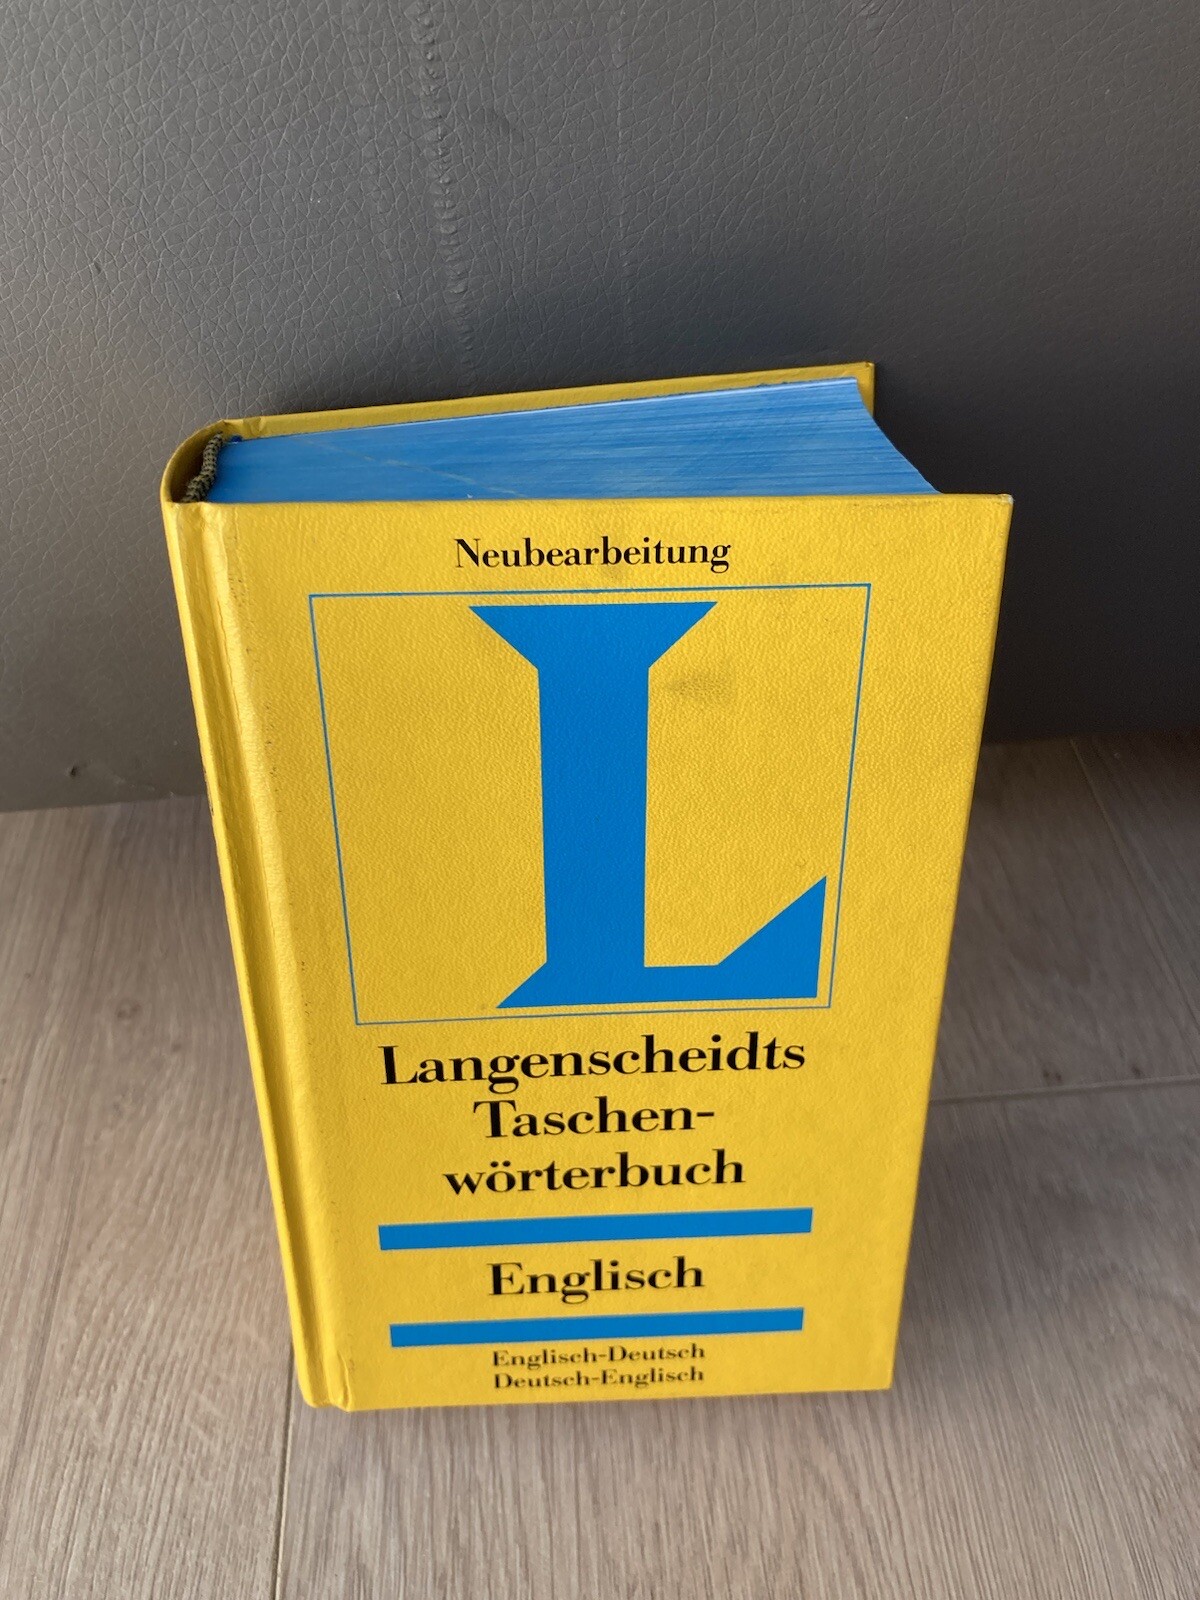 Neubearbeitung
L
Langenscheidts
Taschen-
wörterbuch
Englisch
Englisch-Deutsch
Deutsch-Englisch